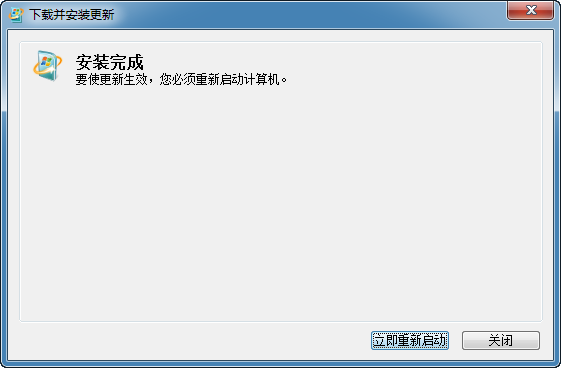 下载并安装更新
安装完成
要使更新生效，您必须重新启动计算机。
立即重新启动
关闭